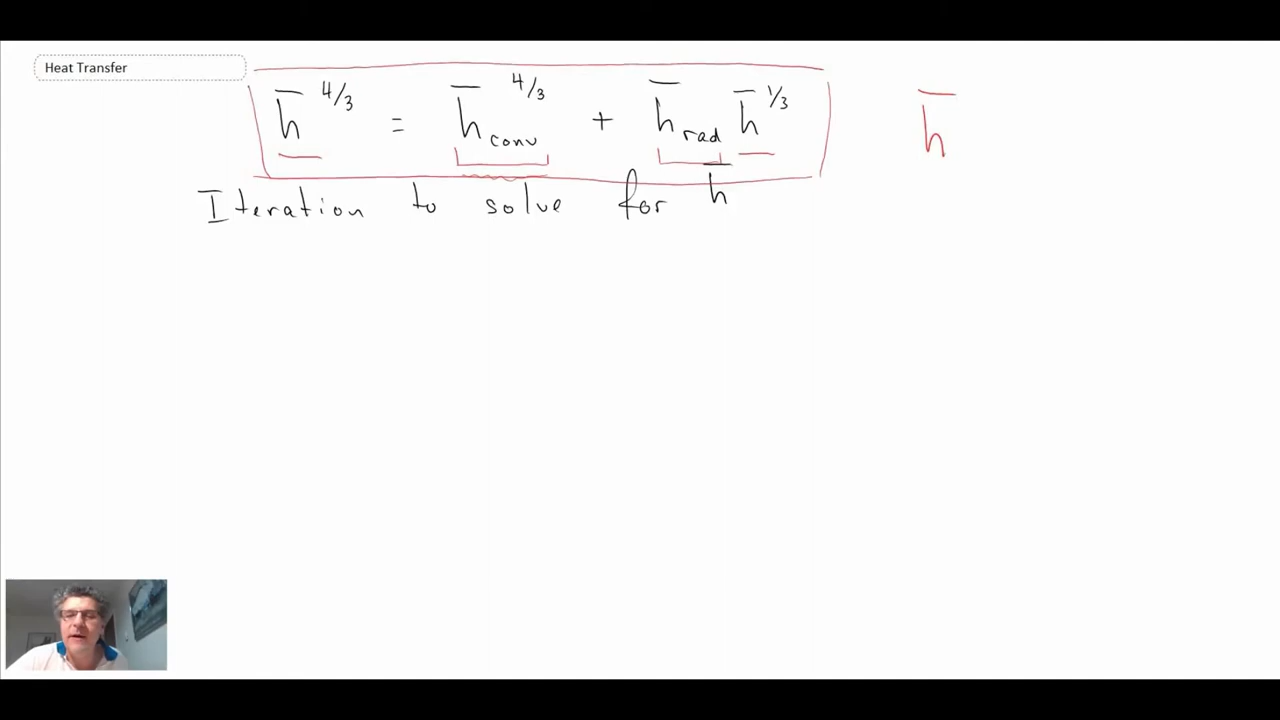 Heat Transfer
h̅ 4/3 = h̅ conv 4/3 + h̅ rad h̅ 1/3 h̅
Iteration to solve for h̅